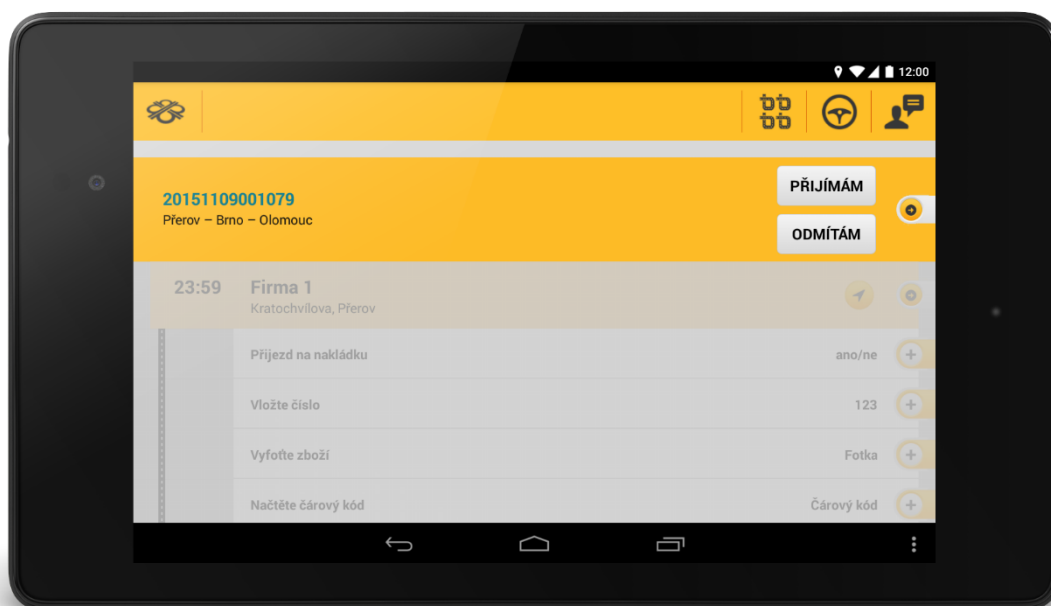 12:00
20151109001079
Přerov – Brno – Olomouc
PŘIJÍMÁM
ODMÍTÁM
23:59
Firma 1
Kratochvílova, Přerov
Příjezd na nakládku
ano/ne
Vložte číslo
123
Vyfoťte zboží
Fotka
Načtěte čárový kód
Čárový kód